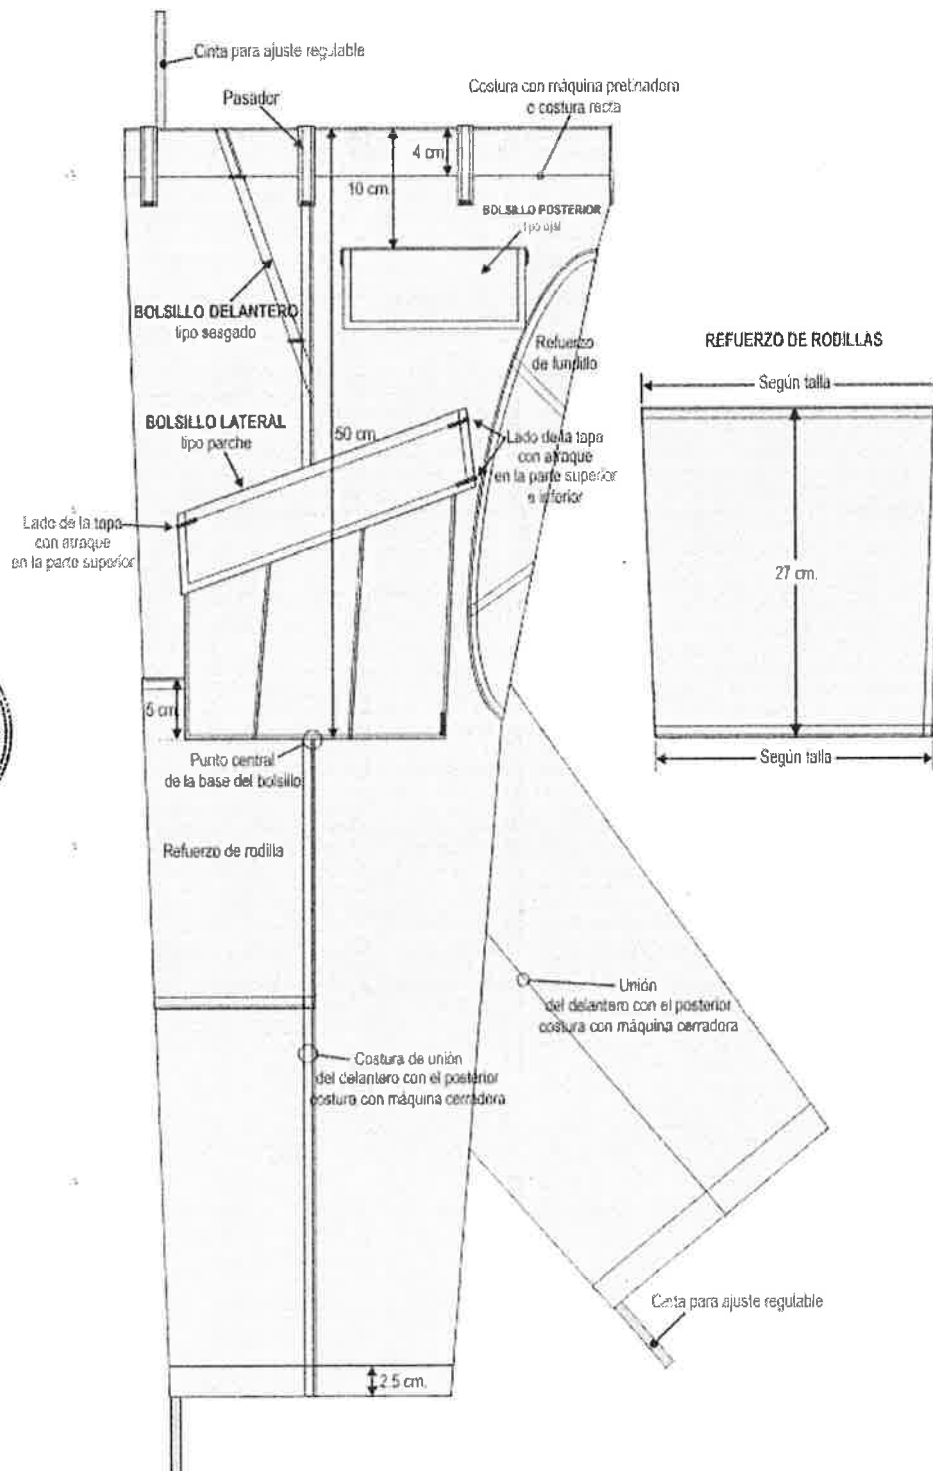 Cinta para ajuste regulable
Pasador
Costura con máquina pretinadora
o costura recta
4 cm.
10 cm.
BOLSILLO POSTERIOR
tipo ojal
BOLSILLO DELANTERO
tipo sesgado
Refuerzo
de fundillo
REFUERZO DE RODILLAS
Según talla
BOLSILLO LATERAL
tipo parche
50 cm.
Lado de la tapa
con atraque
en la parte superior
e inferior
Lado de la tapa
con atraque
en la parte superior
27 cm.
5 cm.
Punto central
de la base del bolsillo
Según talla
Refuerzo de rodilla
Unión
del delantero con el posterior
costura con máquina cerradora
Costura de unión
del delantero con el posterior
costura con máquina cerradora
Cinta para ajuste regulable
2.5 cm.